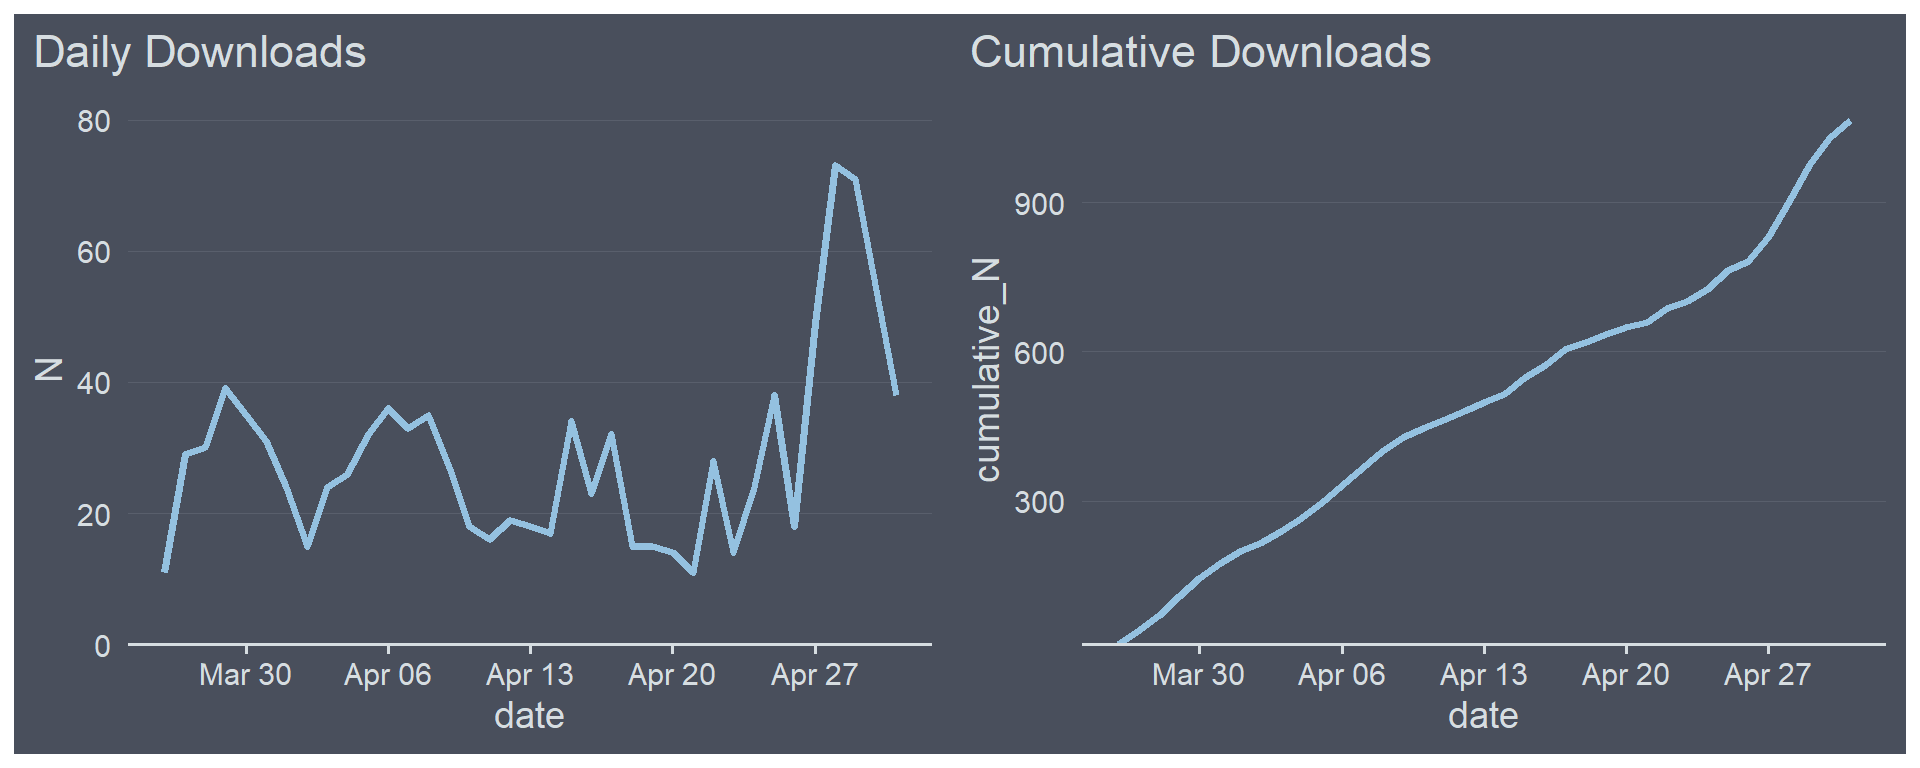 Daily Downloads
80
60
40
20
0
N
Mar 30 Apr 06 Apr 13 Apr 20 Apr 27
date
Cumulative Downloads
900
600
300
cumulative_N
Mar 30 Apr 06 Apr 13 Apr 20 Apr 27
date